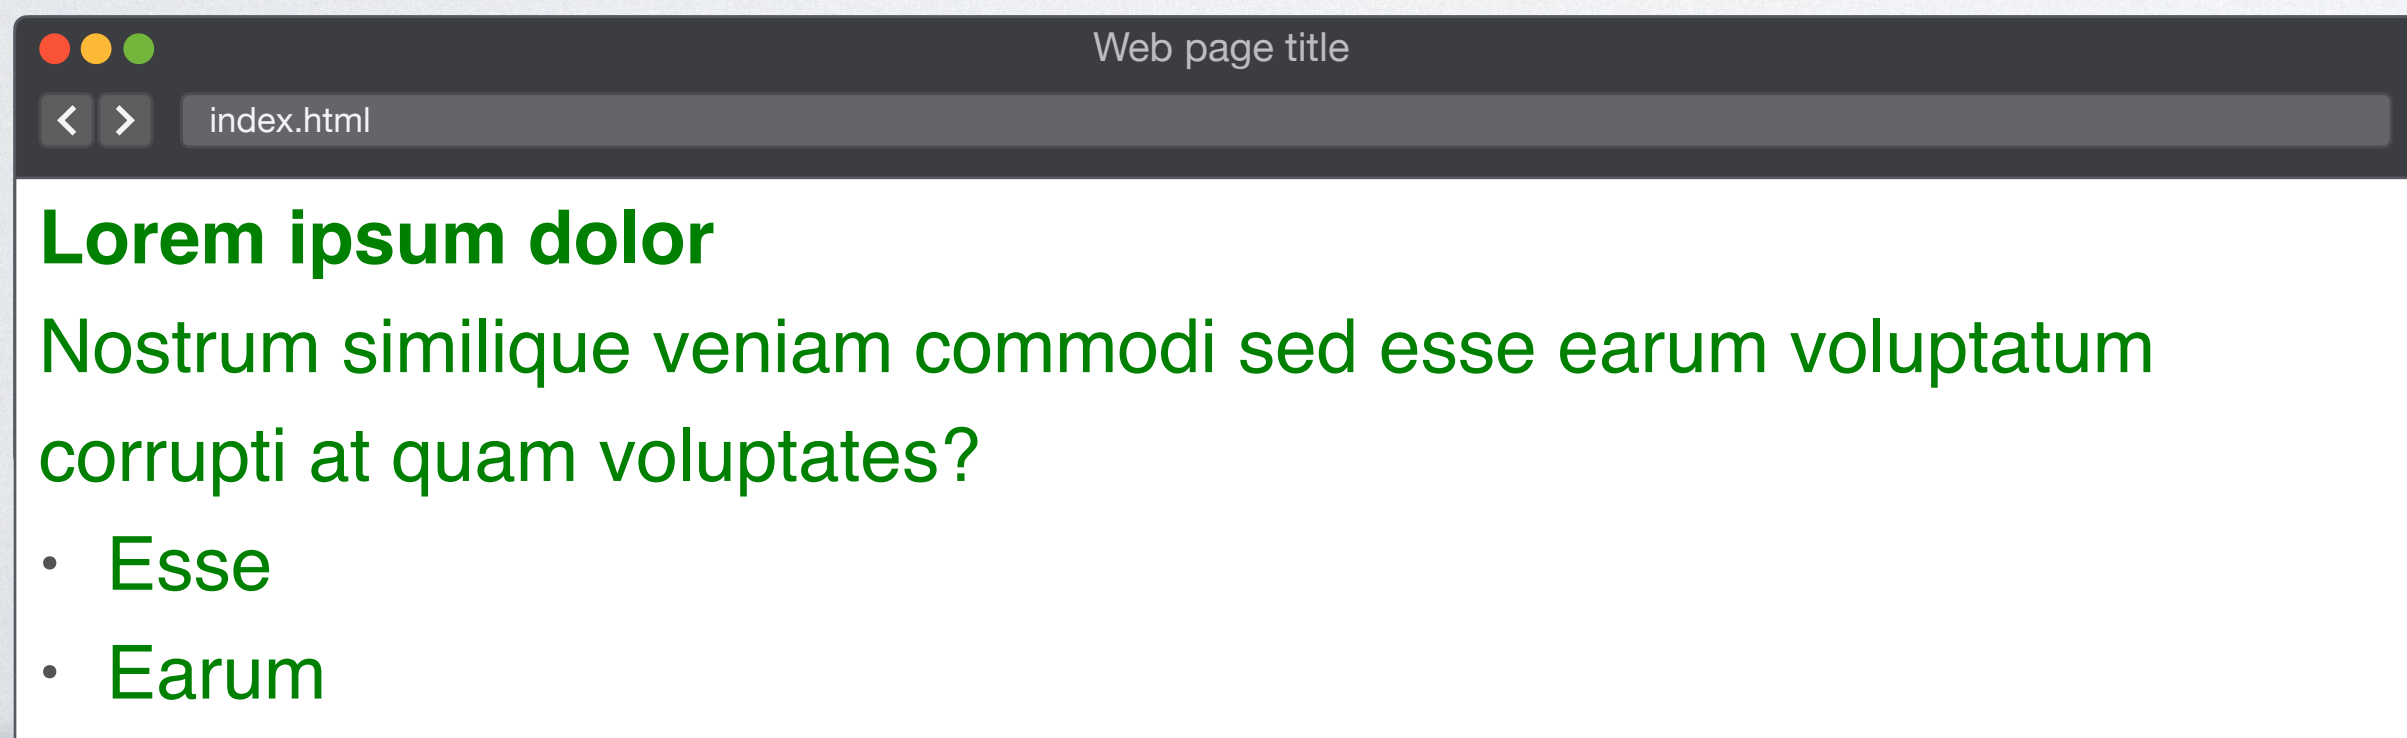 Web page title
index.html
Lorem ipsum dolor
Nostrum similique veniam commodi sed esse earum voluptatum
corrupti at quam voluptates?
• Esse
• Earum